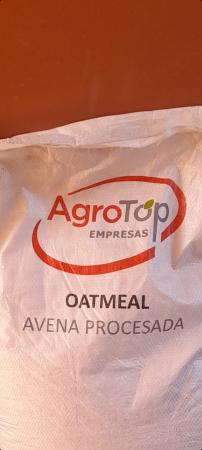 AgroTop
EMPRESAS
OATMEAL
AVENA PROCESADA